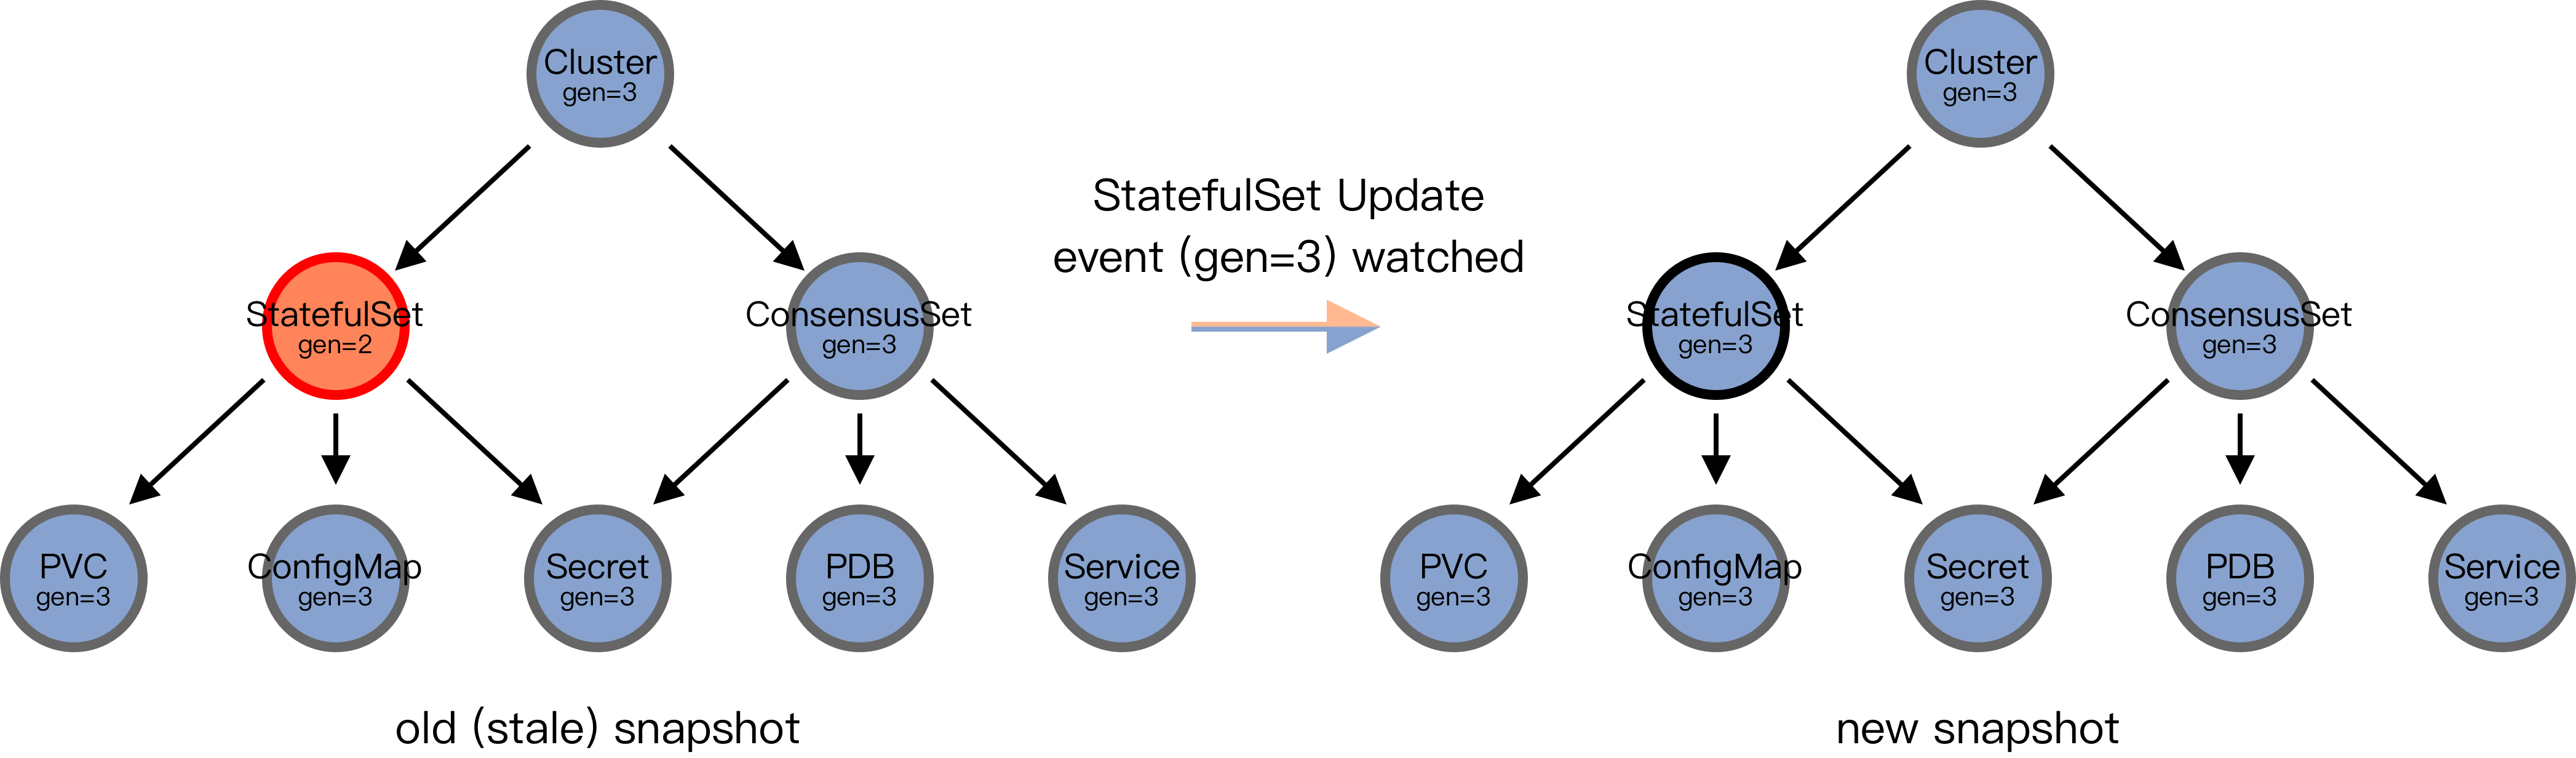 Cluster
gen=3
StatefulSet
gen=2
ConsensusSet
gen=3
PVC
gen=3
ConfigMap
gen=3
Secret
gen=3
PDB
gen=3
Service
gen=3
old (stale) snapshot
StatefulSet Update
event (gen=3) watched
Cluster
gen=3
StatefulSet
gen=3
ConsensusSet
gen=3
PVC
gen=3
ConfigMap
gen=3
Secret
gen=3
PDB
gen=3
Service
gen=3
new snapshot